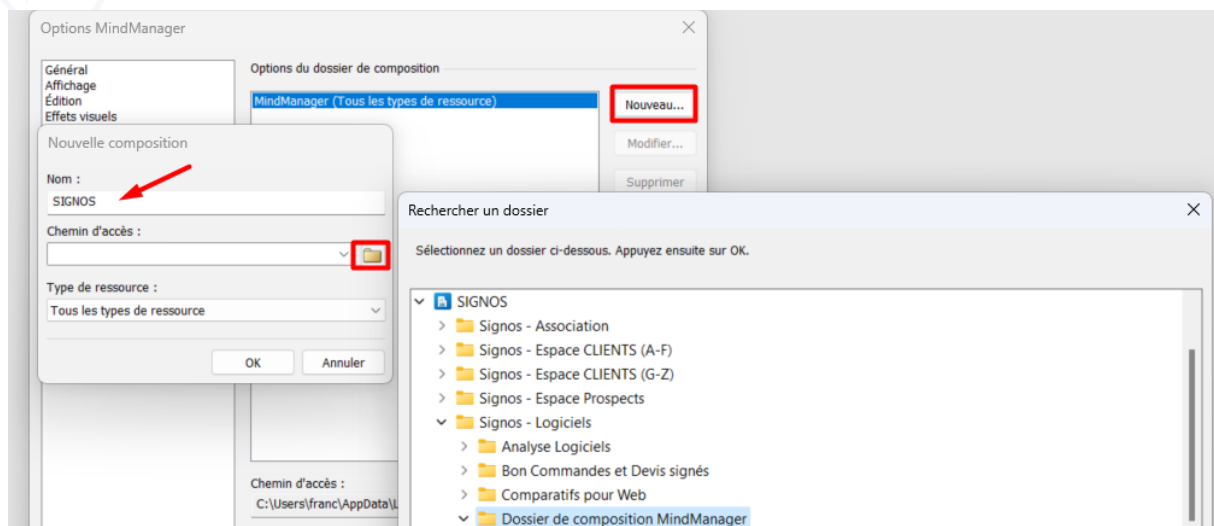 Options MindManager
Général
Affichage
Édition
Effets visuels
Options du dossier de composition
MindManager (Tous les types de ressource)
Nouveau...
Modifier...
Supprimer
Nouvelle composition
Nom :
SIGNOS
Chemin d'accès :
Type de ressource :
Tous les types de ressource
OK
Annuler
Chemin d'accès :
C:\Users\franc\AppData\L
Rechercher un dossier
Sélectionnez un dossier ci-dessous. Appuyez ensuite sur OK.
SIGNOS
Signos - Association
Signos - Espace CLIENTS (A-F)
Signos - Espace CLIENTS (G-Z)
Signos - Espace Prospects
Signos - Logiciels
Analyse Logiciels
Bon Commandes et Devis signés
Comparatifs pour Web
Dossier de composition MindManager